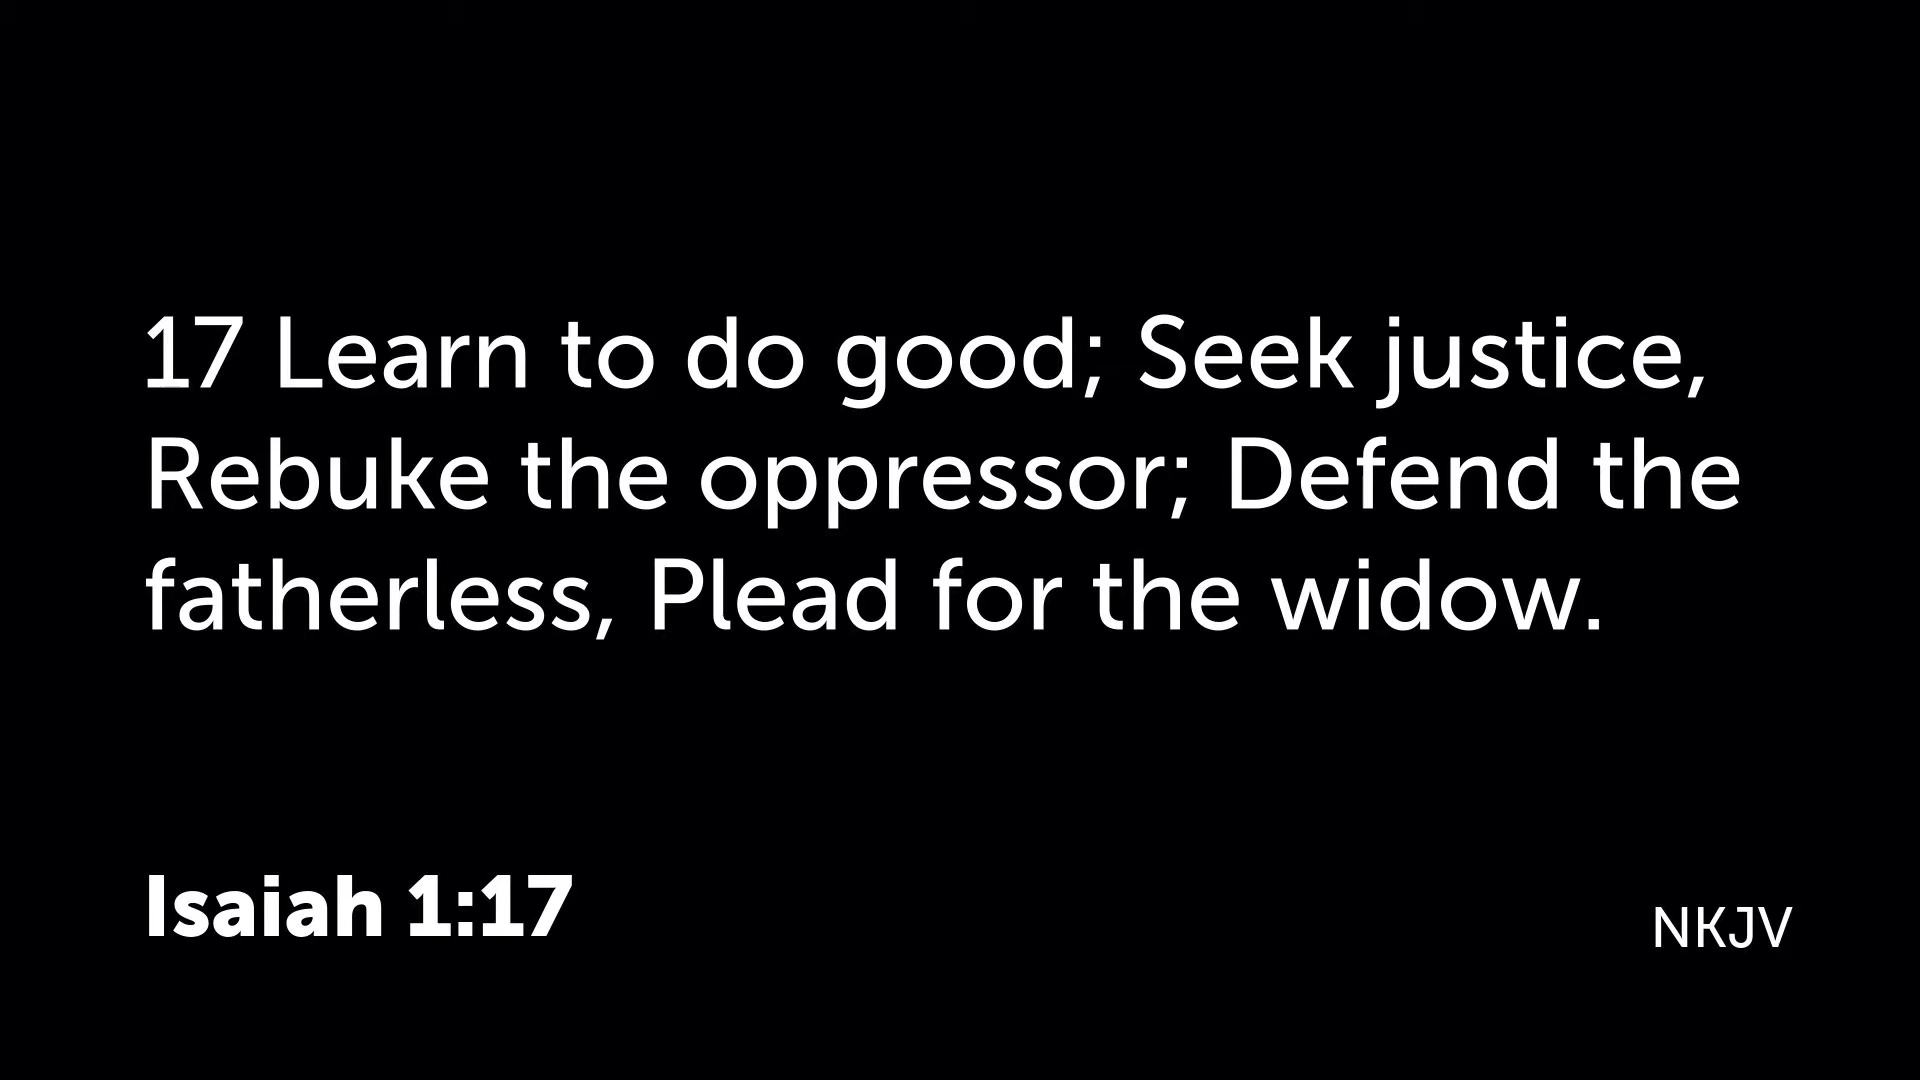 17 Learn to do good; Seek justice,
Rebuke the oppressor; Defend the
fatherless, Plead for the widow.
Isaiah 1:17
NKJV